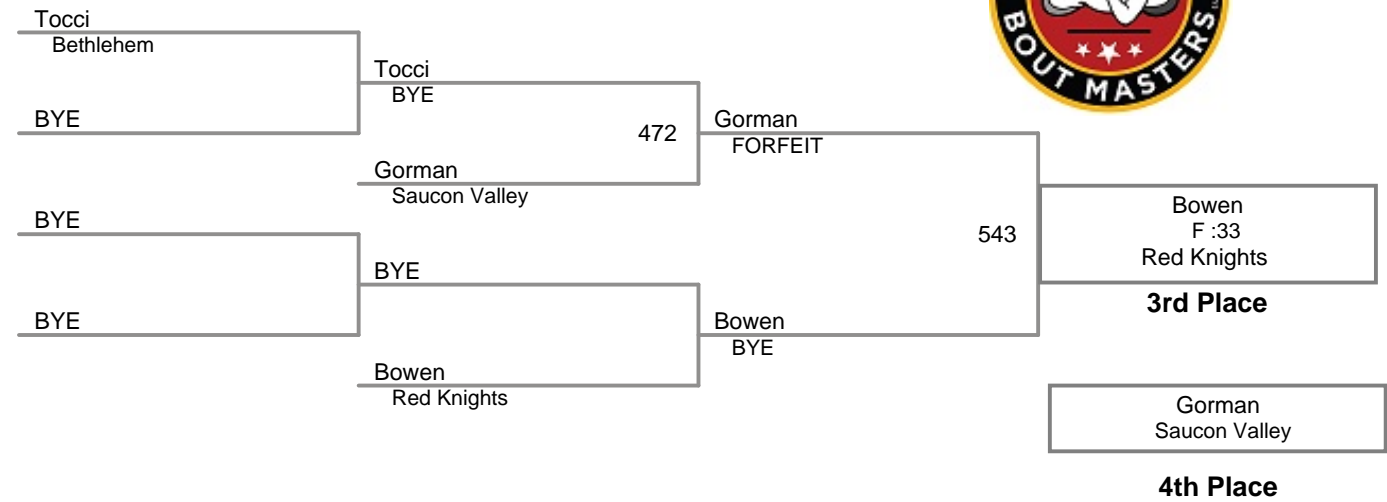 Tocci
Bethlehem
BYE
BYE
BYE
Tocci
BYE
472
Gorman
Saucon Valley
BYE
Bowen
Red Knights
Gorman
FORFEIT
543
Bowen
BYE
Bowen
F :33
Red Knights
3rd Place
Gorman
Saucon Valley
4th Place
BOUT MASTERS